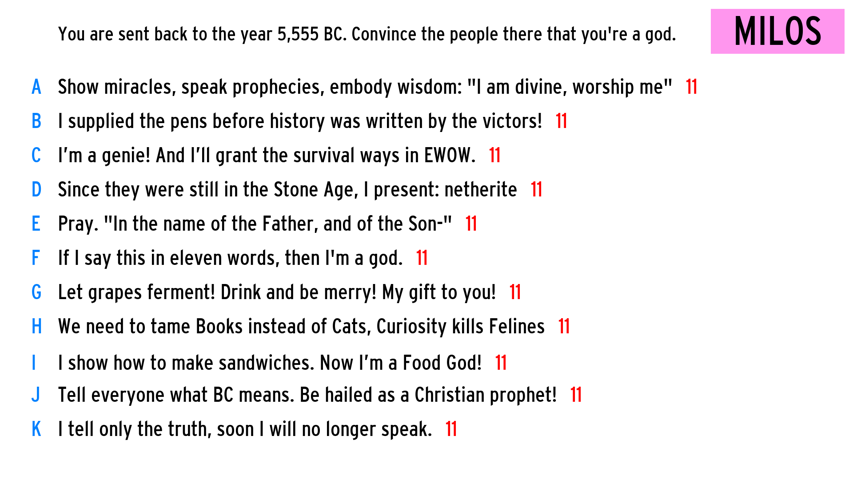 You are sent back to the year 5,555 BC. Convince the people there that you're a god.
MILOS
A Show miracles, speak prophecies, embody wisdom: "I am divine, worship me" 11
B I supplied the pens before history was written by the victors! 11
C I’m a genie! And I’ll grant the survival ways in EWOW. 11
D Since they were still in the Stone Age, I present: netherite 11
E Pray. "In the name of the Father, and of the Son-" 11
F If I say this in eleven words, then I'm a god. 11
G Let grapes ferment! Drink and be merry! My gift to you! 11
H We need to tame Books instead of Cats, Curiosity kills Felines 11
I I show how to make sandwiches. Now I’m a Food God! 11
J Tell everyone what BC means. Be hailed as a Christian prophet! 11
K I tell only the truth, soon I will no longer speak. 11